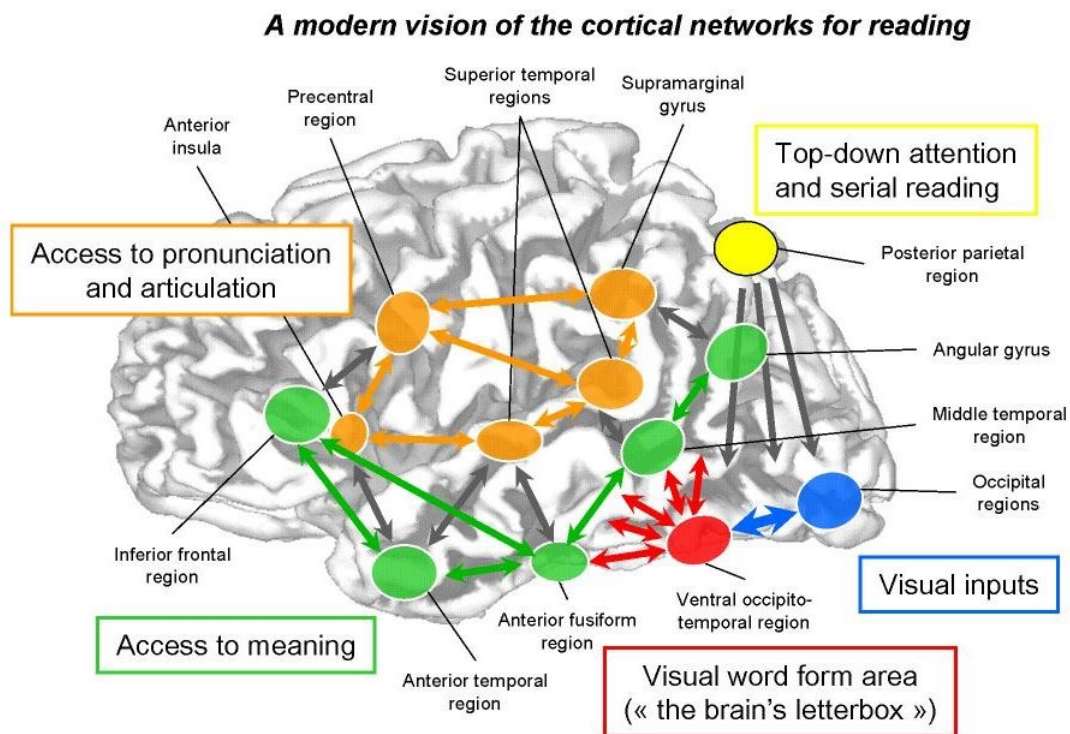 A modern vision of the cortical networks for reading
Superior temporal
regions
Supramarginal
gyrus
Precentral
region
Anterior
insula
Top-down attention
and serial reading
Access to pronunciation
and articulation
Posterior parietal
region
Angular gyrus
Middle temporal
region
Occipital
regions
Inferior frontal
region
Visual inputs
Ventral occipito-
temporal region
Anterior fusiform
region
Access to meaning
Anterior temporal
region
Visual word form area
(« the brain's letterbox »)